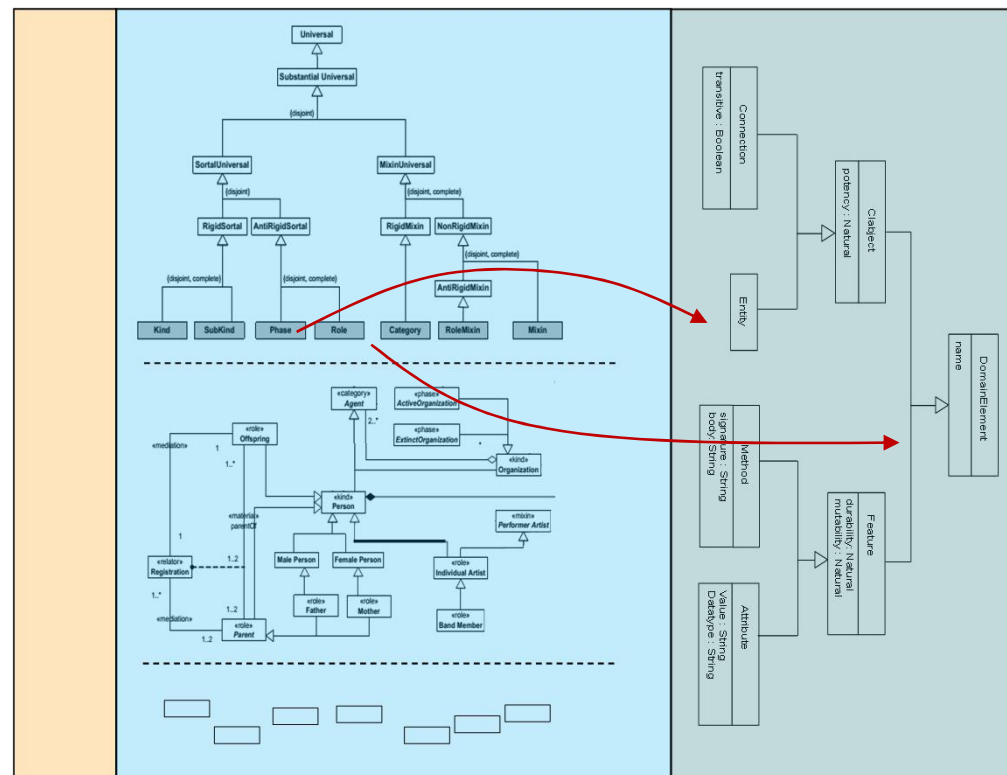 Universal
Substantial Universal
{disjoint}
SortalUniversal
MixinUniversal
{disjoint}
{disjoint, complete}
RigidSortal
AntiRigidSortal
RigidMixin
NonRigidMixin
{disjoint, complete}
{disjoint, complete}
AntiRigidMixin
Kind
SubKind
Phase
Role
Category
RoleMixin
Mixin
«category»
Agent
2..*
«phase»
ActiveOrganization
«phase»
ExtinctOrganization
*
«kind»
Organization
«role»
Offspring
«mediation»
1
1..*
«kind»
Person
«material»
parentOf
«mixin»
Performer Artist
1
1..2
«relator»
Registration
1..*
Male Person
Female Person
«role»
Individual Artist
«mediation»
1..2
«role»
Father
«role»
Mother
«role»
Band Member
«role»
Parent
1..2
DomainElement
name
Clabject
potency : Natural
Connection
transitive : Boolean
Entity
Feature
durability: Natural
mutability : Natural
Method
signature : String
body: String
Attribute
Value : String
Datatype : String